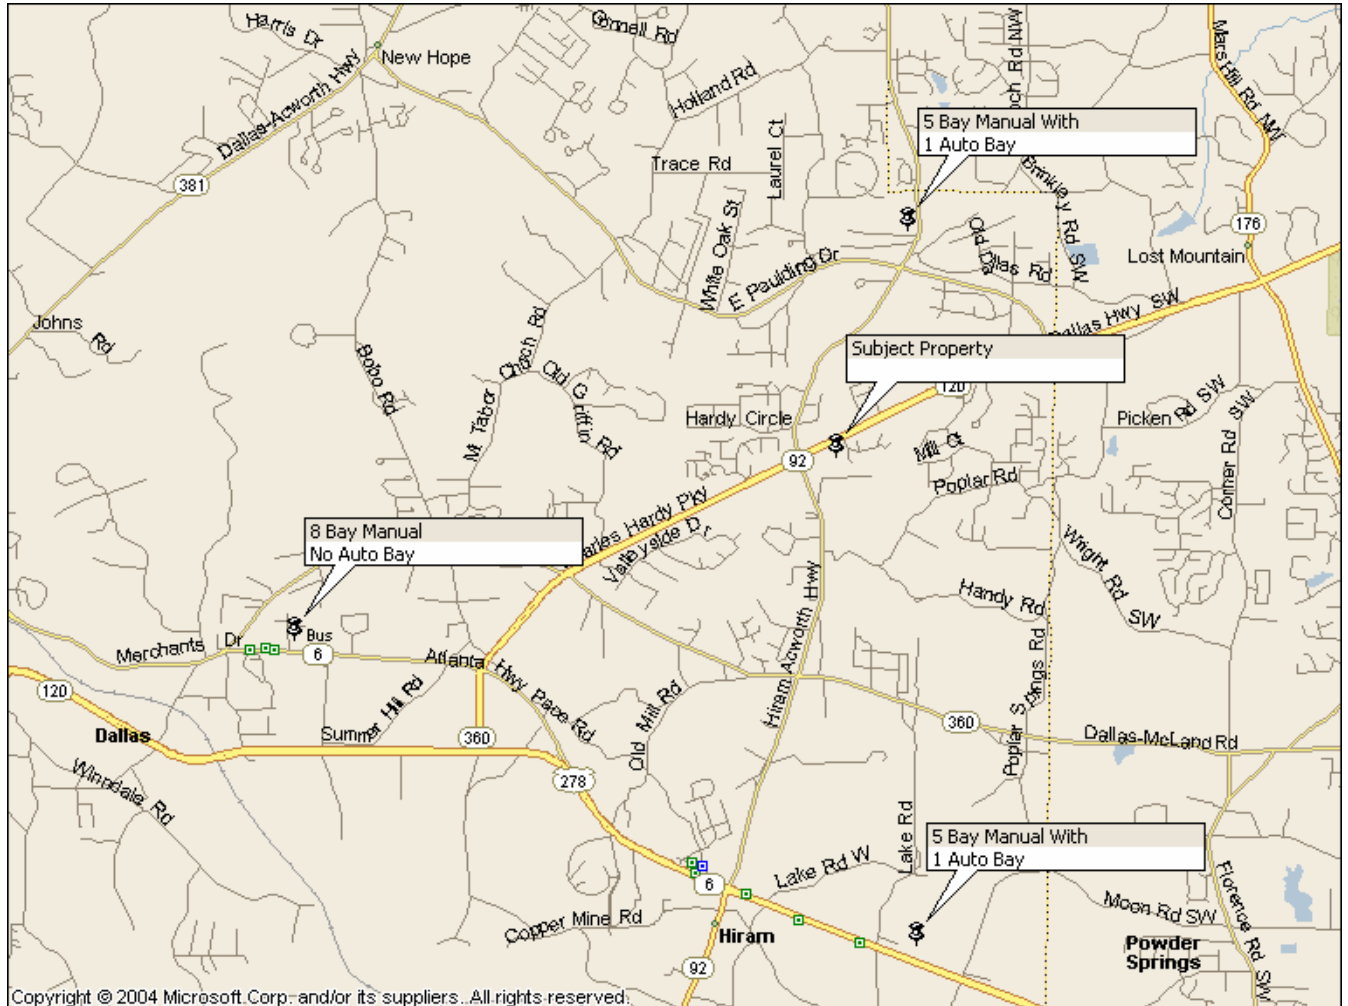 Harris Dr
New Hope
Dallas-Acworth Hwy
Holland Rd
och Rd NW
Mars Hill Rd NW
5 Bay Manual With
1 Auto Bay
381
Trace Rd
Laurel Ct
White Oak St
Brinkley Rd SW
Old Da
llas Rd
176
Lost Mountain
E Paulding Dr
Dallas Hwy SW
Johns Rd
Bobo Rd
Subject Property
120
Mt Tabor Church Rd
Old Griffin Rd
Hardy Circle
92
Mill Ct
Poplar Rd
Picken Rd SW
Corner Rd SW
8 Bay Manual
No Auto Bay
arles Hardy Pky
Valleyside Dr
Hiram Acworth Hwy
Handy Rd
Wright Rd SW
Merchants Dr
Bus
6
Atlanta Hwy
Pace Rd
Old Mill Rd
120
Dallas
Summer Hill Rd
360
360
Poplar Springs Rd
Dallas-McLand Rd
278
Winndale Rd
Lake Rd
5 Bay Manual With
1 Auto Bay
6
Lake Rd W
Copper Mine Rd
Hiram
Moon Rd SW
Florence Rd SW
Powder
Springs
92
Copyright © 2004 Microsoft Corp. and/or its suppliers. All rights reserved.